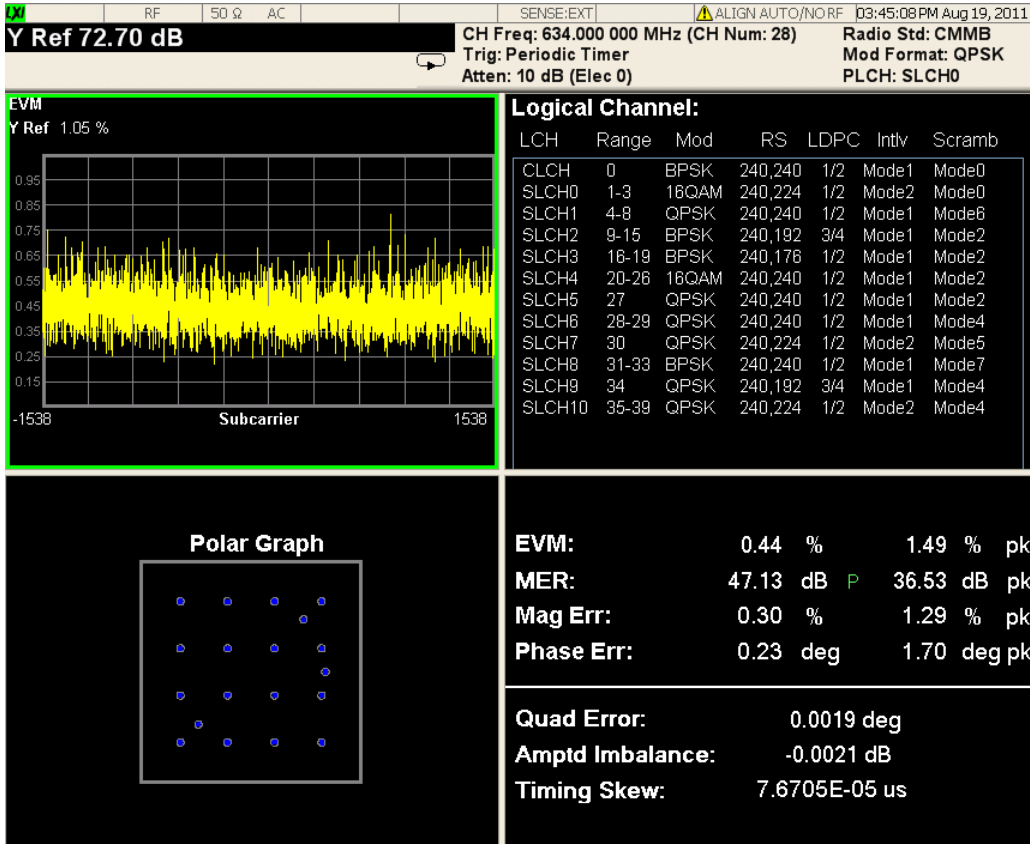 LXI RF 50 Ω AC SENSE:EXT ALIGN AUTO/NO RF 03:45:08 PM Aug 19, 2011
Y Ref 72.70 dB
CH Freq: 634.000 000 MHz (CH Num: 28) Radio Std: CMMB
Trig: Periodic Timer Mod Format: QPSK
Atten: 10 dB (Elec 0) PLCH: SLCH0
EVM
Y Ref 1.05 %
0.95
0.85
0.75
0.65
0.55
0.45
0.35
0.25
0.15
-1538 Subcarrier 1538
Logical Channel:
LCH Range Mod RS LDPC Intlv Scramb
CLCH 0 BPSK 240,240 1/2 Mode1 Mode0
SLCH0 1-3 16QAM 240,224 1/2 Mode2 Mode0
SLCH1 4-8 QPSK 240,240 1/2 Mode1 Mode6
SLCH2 9-15 BPSK 240,192 3/4 Mode1 Mode2
SLCH3 16-19 BPSK 240,176 1/2 Mode1 Mode2
SLCH4 20-26 16QAM 240,240 1/2 Mode1 Mode2
SLCH5 27 QPSK 240,240 1/2 Mode1 Mode2
SLCH6 28-29 QPSK 240,240 1/2 Mode1 Mode4
SLCH7 30 QPSK 240,224 1/2 Mode2 Mode5
SLCH8 31-33 BPSK 240,240 1/2 Mode1 Mode7
SLCH9 34 QPSK 240,192 3/4 Mode1 Mode4
SLCH10 35-39 QPSK 240,224 1/2 Mode2 Mode4
Polar Graph
EVM: 0.44 % 1.49 % pk
MER: 47.13 dB P 36.53 dB pk
Mag Err: 0.30 % 1.29 % pk
Phase Err: 0.23 deg 1.70 deg pk
Quad Error: 0.0019 deg
Amptd Imbalance: -0.0021 dB
Timing Skew: 7.6705E-05 us